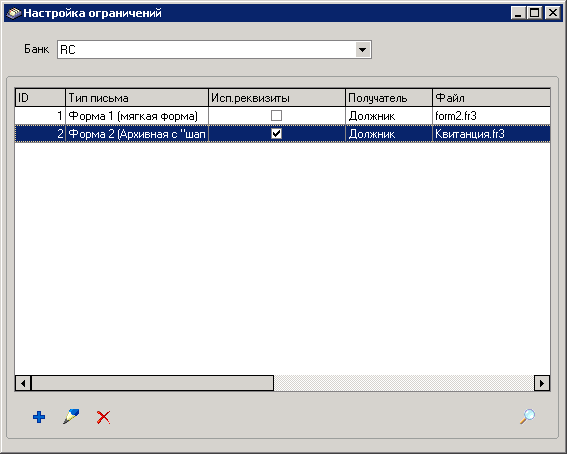 Настройка ограничений
Банк RC
ID Тип письма Исп.реквизиты Получатель Файл
1 Форма 1 (мягкая форма) Должник form2.fr3
2 Форма 2 (Архивная с "шап Должник Квитанция.fr3